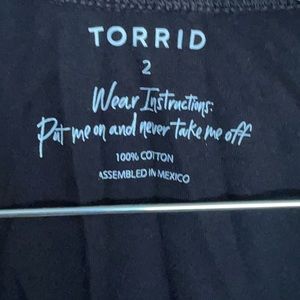 TORRID
2
Wear Instructions:
Put me on and never take me off
100% COTTON
ASSEMBLED IN MEXICO